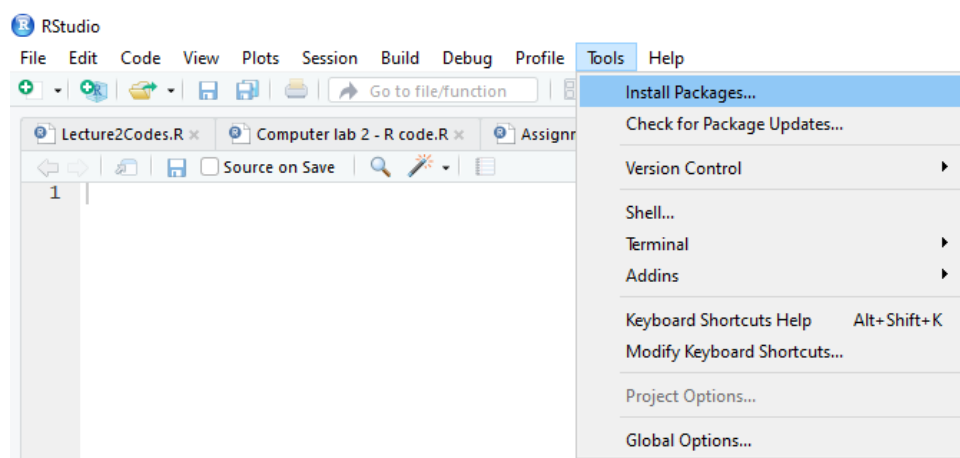 RStudio
File Edit Code View Plots Session Build Debug Profile Tools Help
Go to file/function
Install Packages...
Check for Package Updates...
Lecture2Codes.R
Computer lab 2 - R code.R
Source on Save
1
Version Control
Shell...
Terminal
Addins
Keyboard Shortcuts Help Alt+Shift+K
Modify Keyboard Shortcuts...
Project Options...
Global Options...